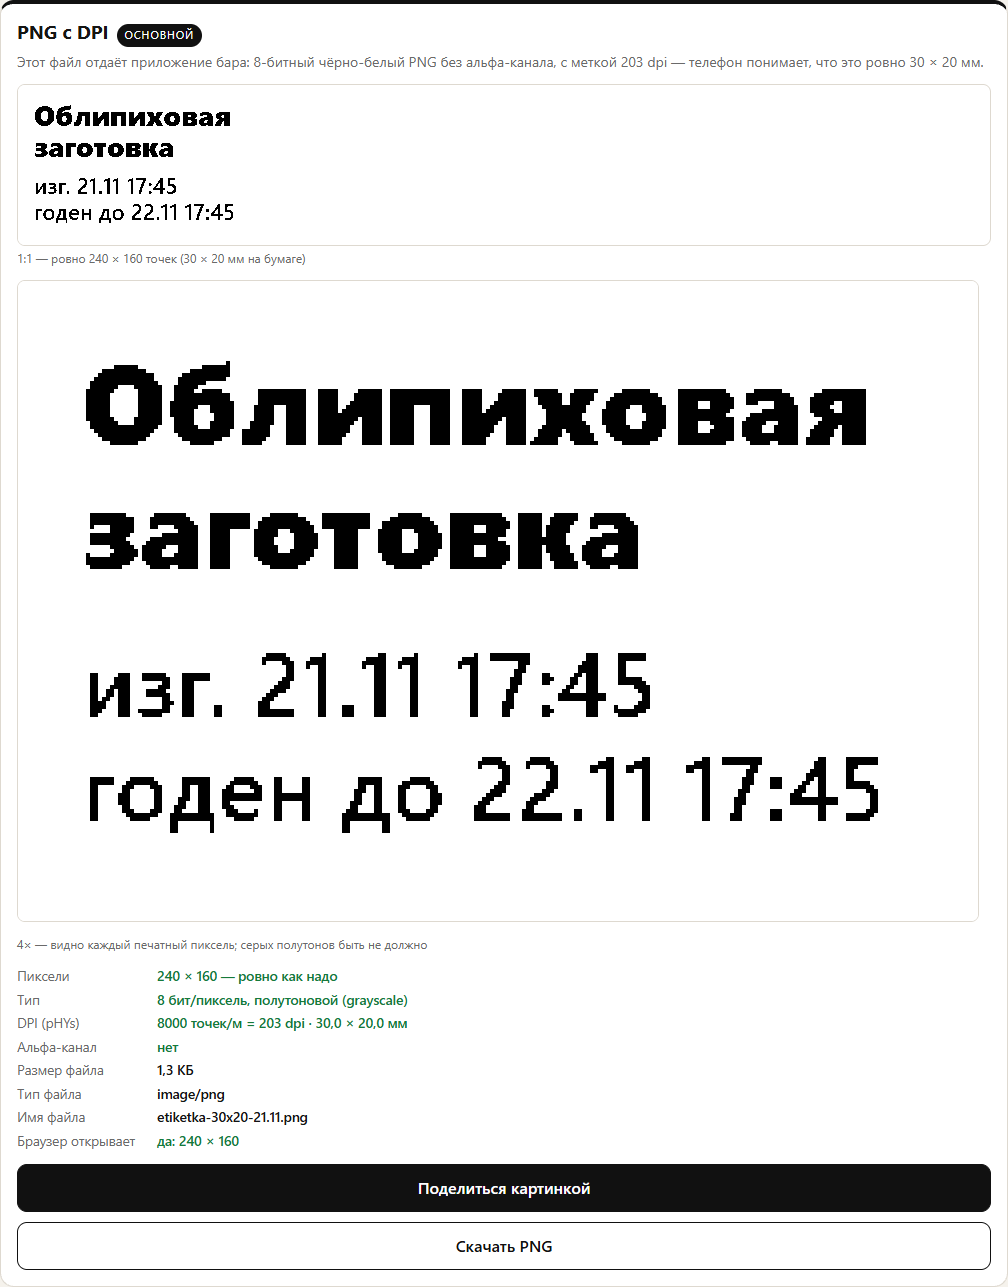 PNG с DPI ОСНОВНОЙ
Этот файл отдаёт приложение бара: 8-битный чёрно-белый PNG без альфа-канала, с меткой 203 dpi — телефон понимает, что это ровно 30 × 20 мм.
Облипиховая
заготовка
изг. 21.11 17:45
годен до 22.11 17:45
1:1 — ровно 240 × 160 точек (30 × 20 мм на бумаге)
Облипиховая
заготовка
изг. 21.11 17:45
годен до 22.11 17:45
4× — видно каждый печатный пиксель; серых полутонов быть не должно
Пиксели 240 × 160 — ровно как надо
Тип 8 бит/пиксель, полутоновой (grayscale)
DPI (pHYs) 8000 точек/м = 203 dpi · 30,0 × 20,0 мм
Альфа-канал нет
Размер файла 1,3 КБ
Тип файла image/png
Имя файла etiketka-30x20-21.11.png
Браузер открывает да: 240 × 160
Поделиться картинкой
Скачать PNG